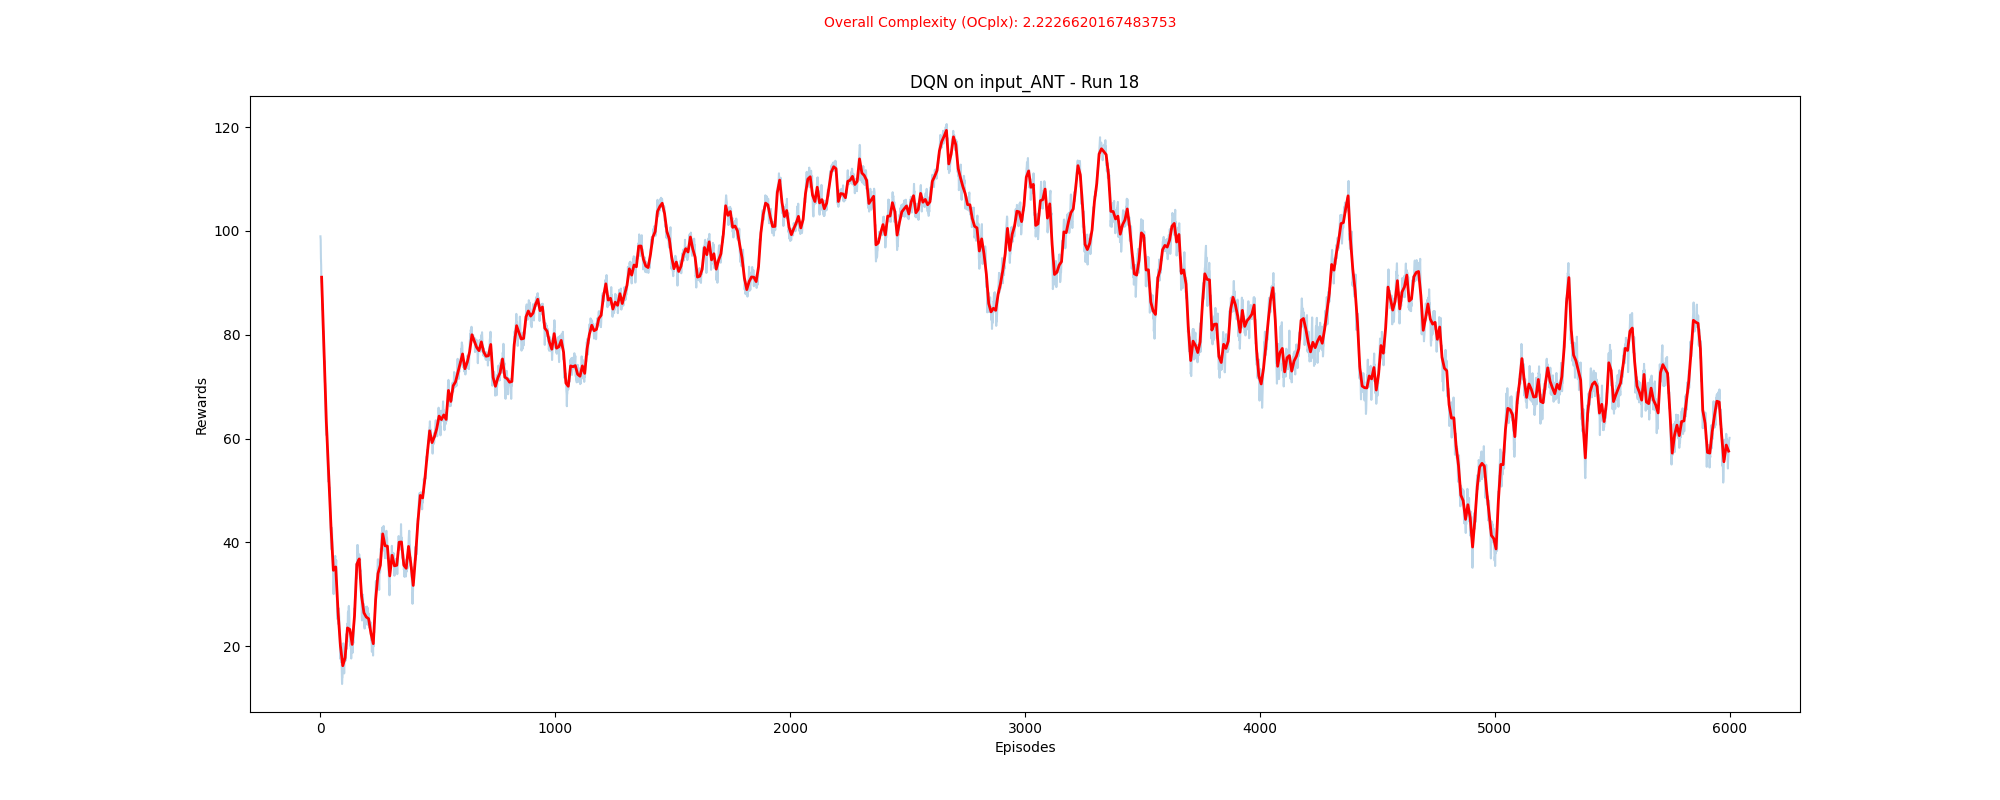 Overall Complexity (OCplx): 2.2226620167483753
DQN on input_ANT - Run 18
120
100
80
60
40
20
Rewards
0 1000 2000 3000 4000 5000 6000
Episodes